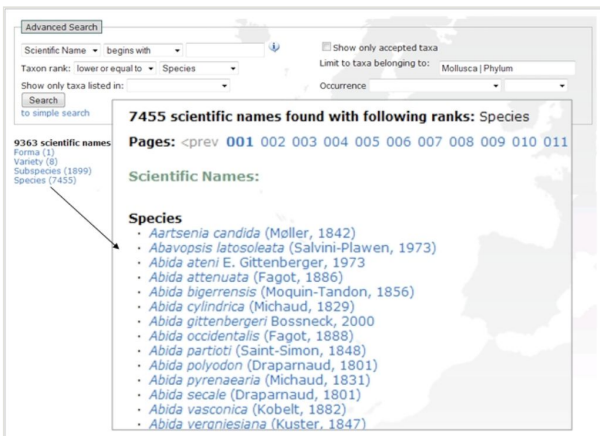 Advanced Search
Scientific Name begins with
Show only accepted taxa
Taxon rank: lower or equal to Species
Limit to taxa belonging to: Mollusca | Phylum
Show only taxa listed in:
Occurrence
Search
to simple search
9363 scientific names
Forma (1)
Variety (8)
Subspecies (1899)
Species (7455)
7455 scientific names found with following ranks: Species
Pages: <prev 001 002 003 004 005 006 007 008 009 010 011
Scientific Names:
Species
· Aartsenia candida (Møller, 1842)
· Abavopsis latosoleata (Salvini-Plawen, 1973)
· Abida ateni E. Gittenberger, 1973
· Abida attenuata (Fagot, 1886)
· Abida bigerrensis (Moquin-Tandon, 1856)
· Abida cylindrica (Michaud, 1829)
· Abida gittenbergeri Bossneck, 2000
· Abida occidentalis (Fagot, 1888)
· Abida partioti (Saint-Simon, 1848)
· Abida polyodon (Draparnaud, 1801)
· Abida pyrenaearia (Michaud, 1831)
· Abida secale (Draparnaud, 1801)
· Abida vasconica (Kobelt, 1882)
· Abida vergniesiana (Kuster, 1847)